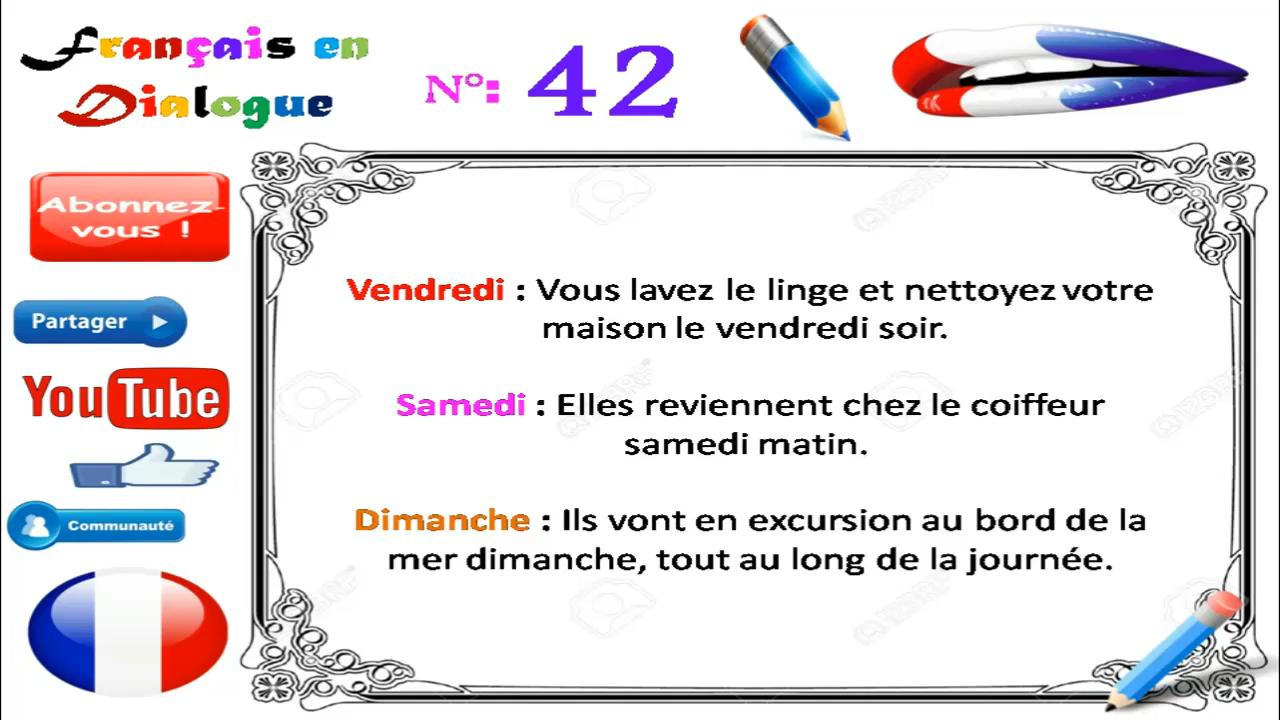 Français en
Dialogue
N°: 42
Abonnez-
vous !
Partager
YouTube
Communauté
Vendredi : Vous lavez le linge et nettoyez votre
maison le vendredi soir.
Samedi : Elles reviennent chez le coiffeur
samedi matin.
Dimanche : Ils vont en excursion au bord de la
mer dimanche, tout au long de la journée.